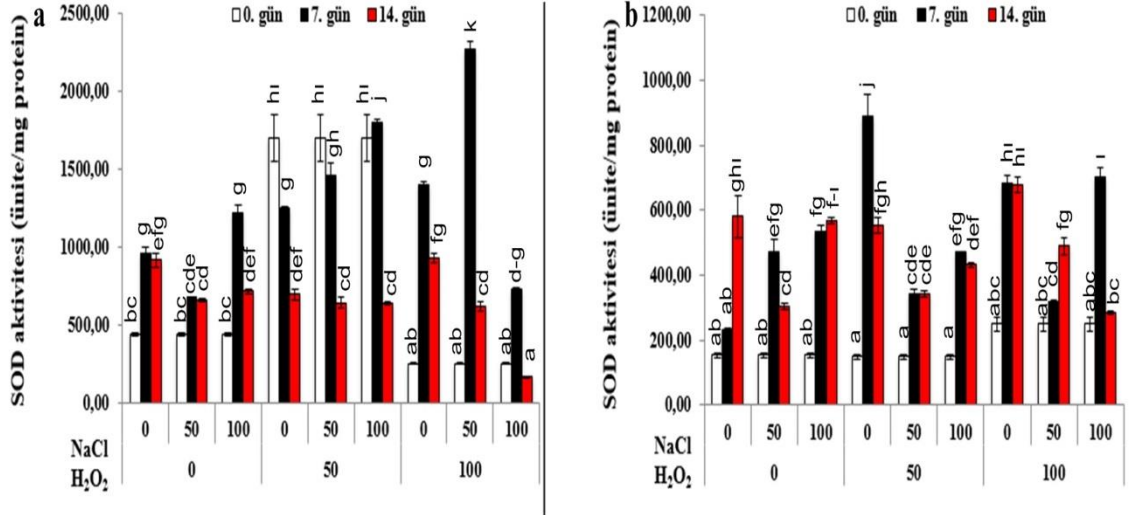 a
0. gün 7. gün 14. gün
SOD aktivitesi (ünite/mg protein)
2500,00
2000,00
1500,00
1000,00
500,00
0,00
bc g efg bc cde cd bc g def hı g def hı gh cd hı j cd ab g fg ab k cd ab d-g a
0 50 100 0 50 100 0 50 100
NaCl
H₂O₂ 0 50 100
b
0. gün 7. gün 14. gün
SOD aktivitesi (ünite/mg protein)
1200,00
1000,00
800,00
600,00
400,00
200,00
0,00
ab ab ghı ab efg cd ab fg f-ı a j fgh a cde cde a efg def abc hı hı abc cd fg abc ı bc
0 50 100 0 50 100 0 50 100
NaCl
H₂O₂ 0 50 100